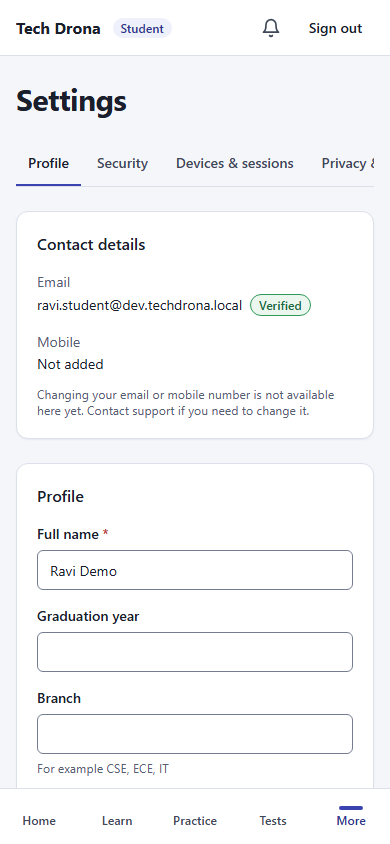 Tech Drona Student Sign out
Settings
Profile Security Devices & sessions Privacy &
Contact details
Email
ravi.student@dev.techdrona.local Verified
Mobile
Not added
Changing your email or mobile number is not available
here yet. Contact support if you need to change it.
Profile
Full name *
Ravi Demo
Graduation year
Branch
For example CSE, ECE, IT
Home Learn Practice Tests More